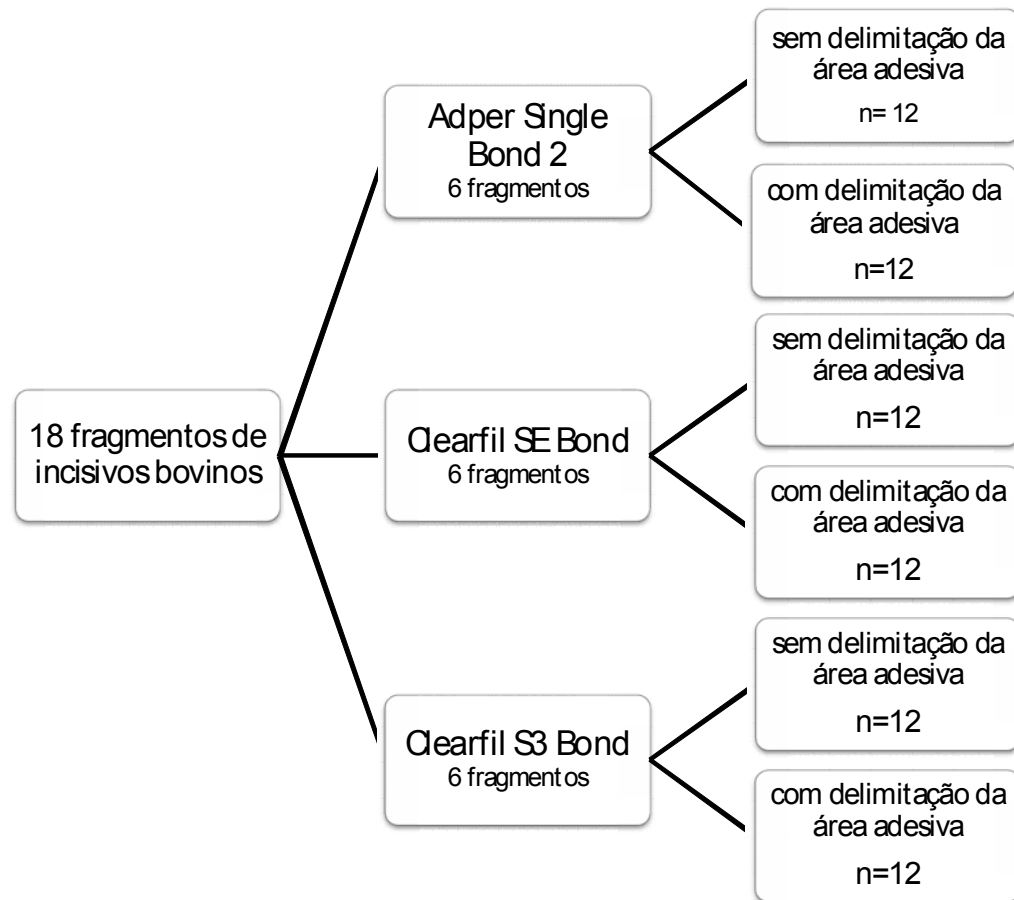 18 fragmentos de
incisivos bovinos
Adper Single
Bond 2
6 fragmentos
sem delimitação da
área adesiva
n= 12
com delimitação da
área adesiva
n=12
Clearfil SE Bond
6 fragmentos
sem delimitação da
área adesiva
n=12
com delimitação da
área adesiva
n=12
Clearfil S3 Bond
6 fragmentos
sem delimitação da
área adesiva
n=12
com delimitação da
área adesiva
n=12